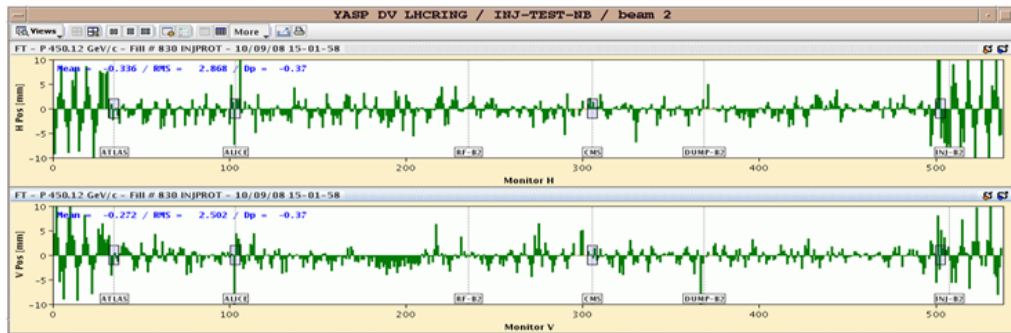 YASP DV LHCRING / INJ-TEST-NB / beam 2
Views More
FT - P 450.12 GeV/c - Fill # 830 INJPROT - 10/09/08 15-01-58
Mean = -0.336 / RMS = 2.868 / Dp = -0.37
H Pos [mm]
10
5
0
-5
-10
ATLAS ALICE RF-B2 CMS DUMP-B2 INJ-B2
0 100 200 300 400 500
Monitor H
FT - P 450.12 GeV/c - Fill # 830 INJPROT - 10/09/08 15-01-58
Mean = -0.272 / RMS = 2.502 / Dp = -0.37
V Pos [mm]
10
5
0
-5
-10
ATLAS ALICE RF-B2 CMS DUMP-B2 INJ-B2
0 100 200 300 400 500
Monitor V